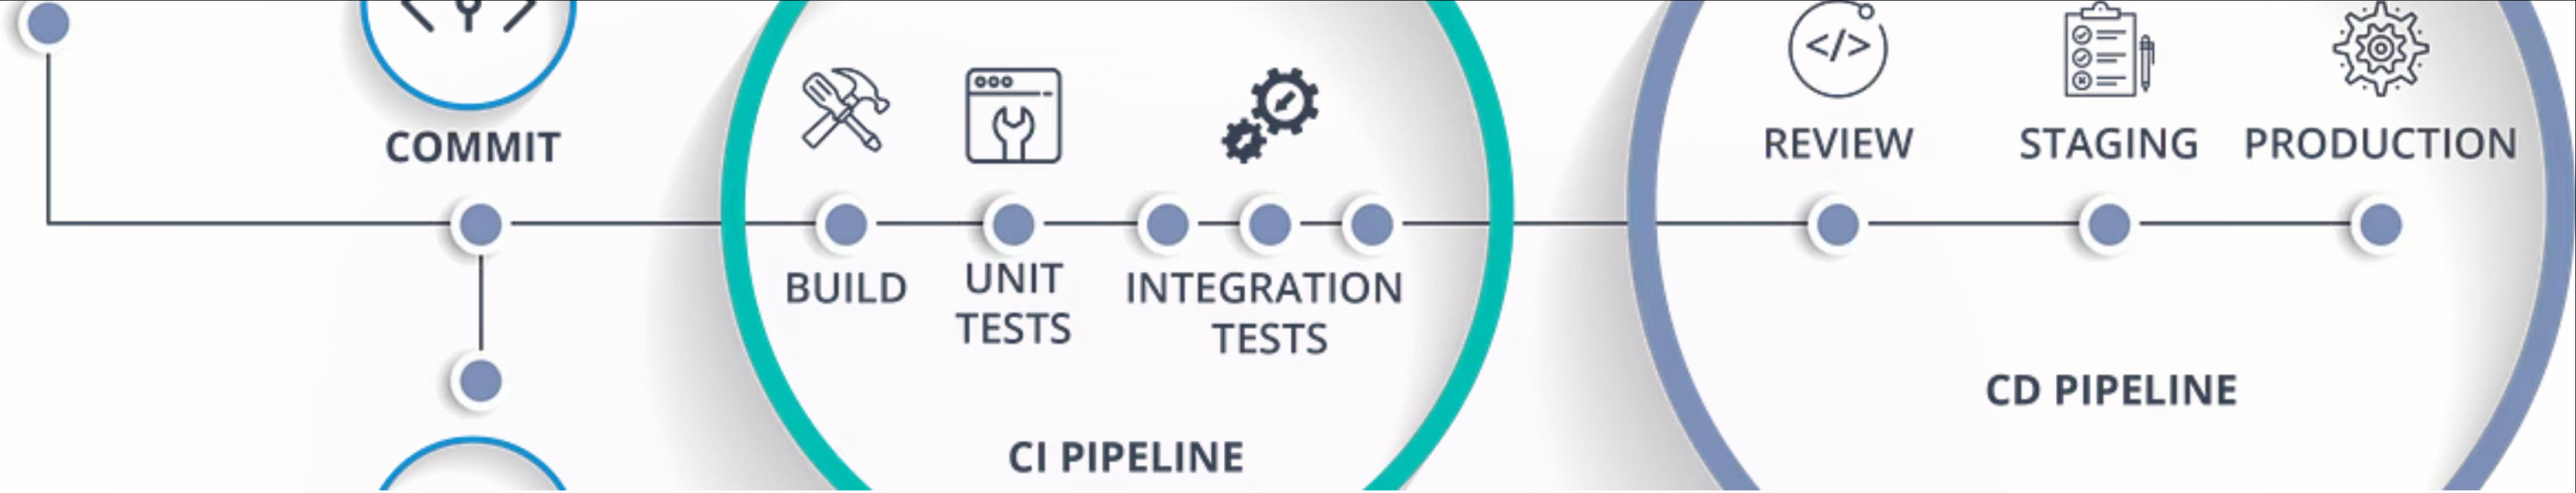 COMMIT
BUILD
UNIT
TESTS
INTEGRATION
TESTS
CI PIPELINE
</>
REVIEW
STAGING
PRODUCTION
CD PIPELINE